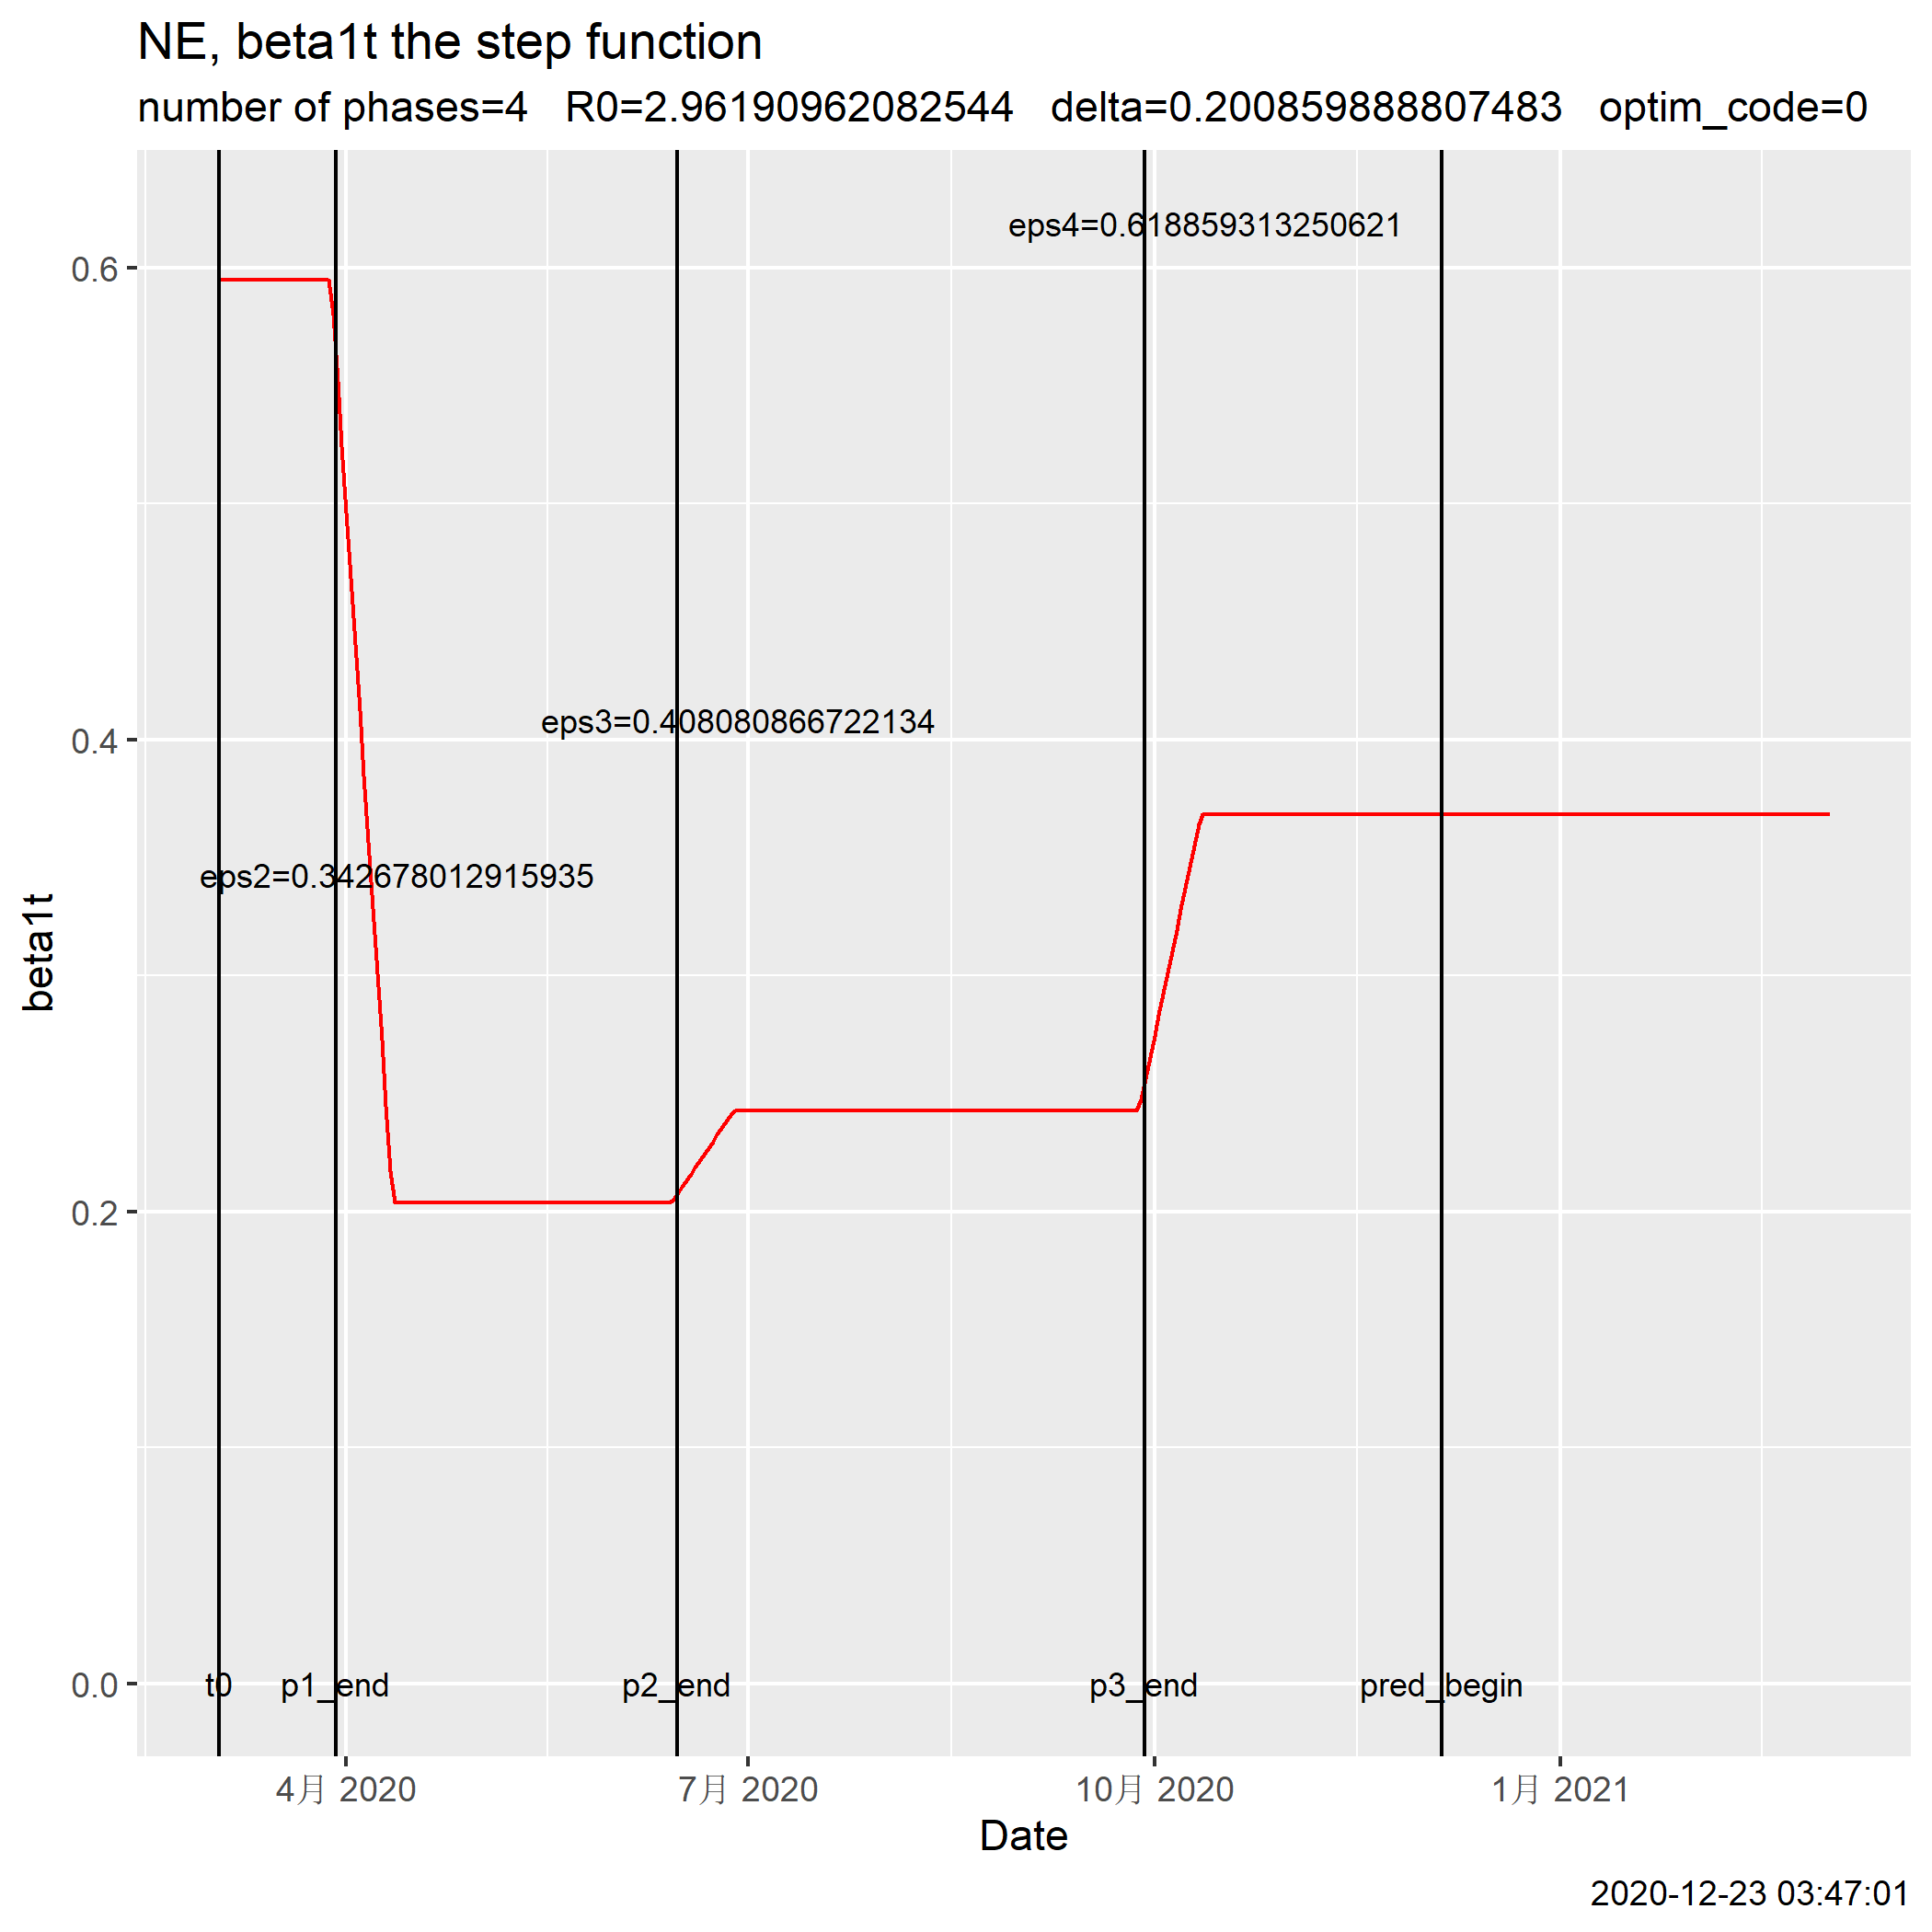 NE, beta1t the step function
number of phases=4 R0=2.96190962082544 delta=0.200859888807483 optim_code=0
eps4=0.618859313250621
0.6
eps3=0.408080866722134
0.4
eps2=0.342678012915935
beta1t
0.2
0.0
t0 p1_end p2_end p3_end pred_begin
4月 2020 7月 2020 10月 2020 1月 2021
Date
2020-12-23 03:47:01